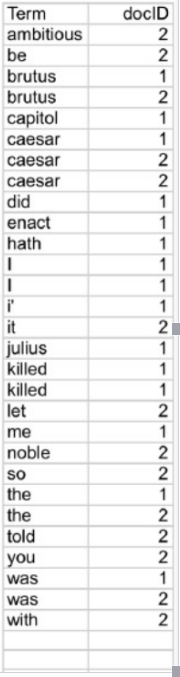 Term docID
ambitious 2
be 2
brutus 1
brutus 2
capitol 1
caesar 1
caesar 2
caesar 2
did 1
enact 1
hath 1
I 1
I 1
i' 1
it 2
julius 1
killed 1
killed 1
let 2
me 1
noble 2
so 2
the 1
the 2
told 2
you 2
was 1
was 2
with 2